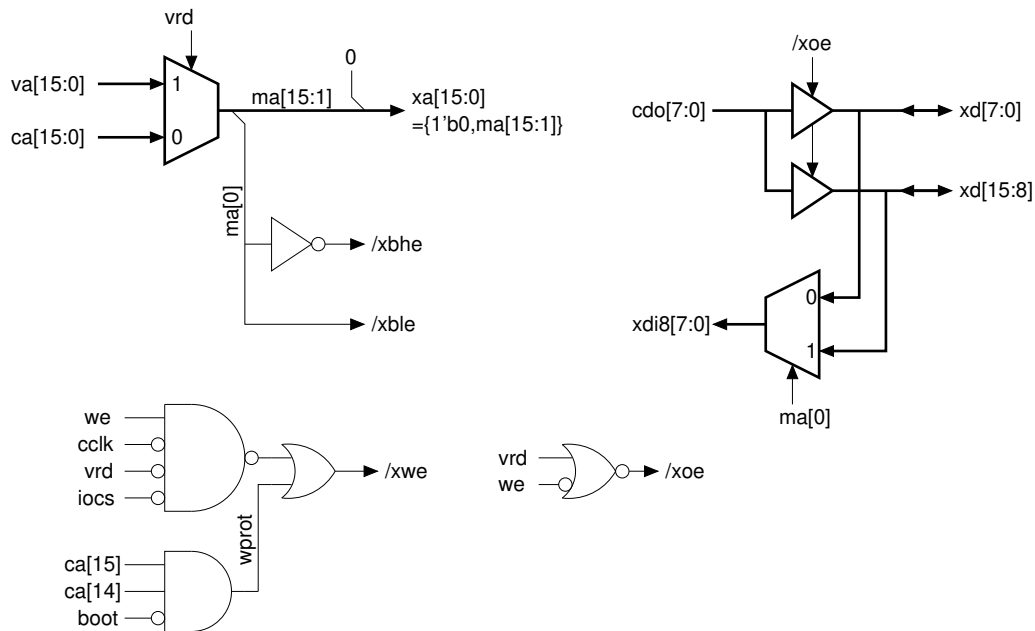 vrd
va[15:0]
1
ca[15:0]
0
ma[15:1]
0
xa[15:0]
={1'b0,ma[15:1]}
ma[0]
/xbhe
/xble
/xoe
cdo[7:0]
xd[7:0]
xd[15:8]
0
xdi8[7:0]
1
ma[0]
we
cclk
vrd
iocs
/xwe
wprot
ca[15]
ca[14]
boot
vrd
we
/xoe